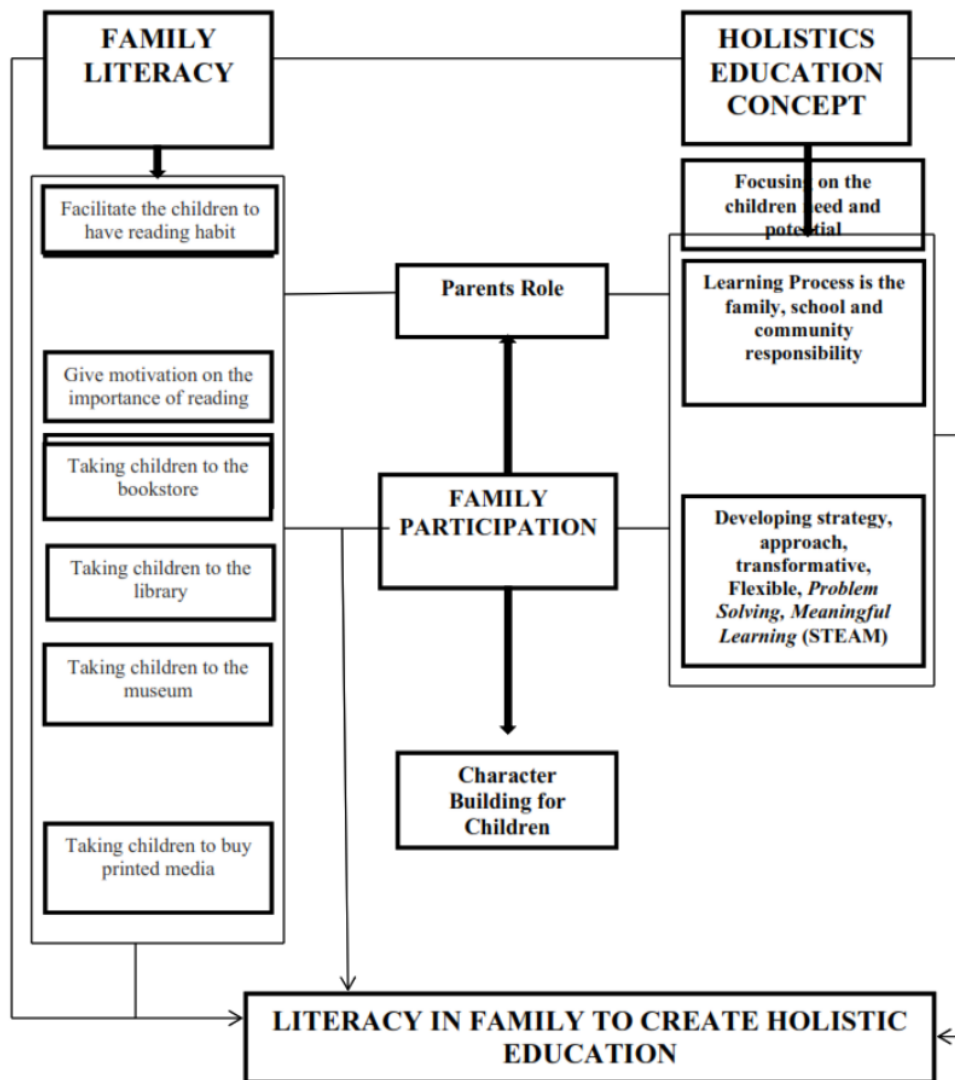 FAMILY
LITERACY
HOLISTICS
EDUCATION
CONCEPT
Facilitate the children to
have reading habit
Give motivation on the
importance of reading
Taking children to the
bookstore
Taking children to the
library
Taking children to the
museum
Taking children to buy
printed media
Parents Role
FAMILY
PARTICIPATION
Character
Building for
Children
Focusing on the
children need and
potential
Learning Process is the
family, school and
community
responsibility
Developing strategy,
approach,
transformative,
Flexible, Problem
Solving, Meaningful
Learning (STEAM)
LITERACY IN FAMILY TO CREATE HOLISTIC
EDUCATION